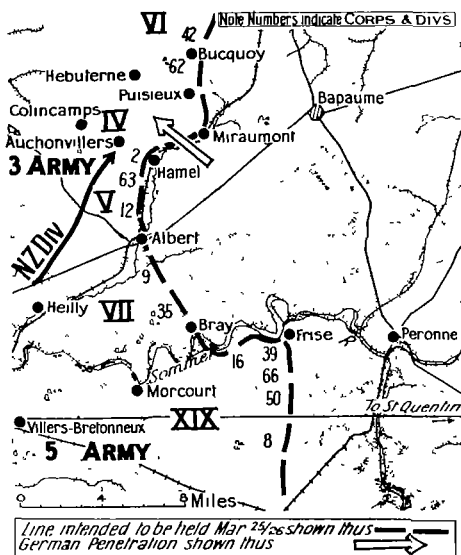 VI
Note Numbers indicate CORPS & DIVS
42
Bucquoy
62
Hebuterne
Puisieux
Bapaume
Colincamps
IV
Auchonvillers
Miraumont
3 ARMY
2
Hamel
63
V
12
NZ Div
Albert
9
Heilly
VII
35
Bray
Frise
Peronne
Somme
16
39
Morcourt
66
50
To St Quentin
Villers-Bretonneux
XIX
5 ARMY
8
0 4 8 Miles
Line intended to be held Mar 25/26 shown thus
German Penetration shown thus